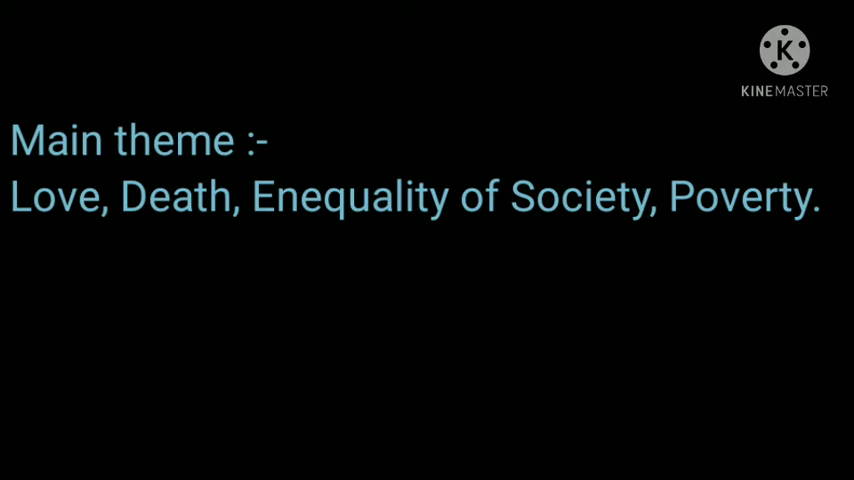 K
KINEMASTER
Main theme :-
Love, Death, Enequality of Society, Poverty.